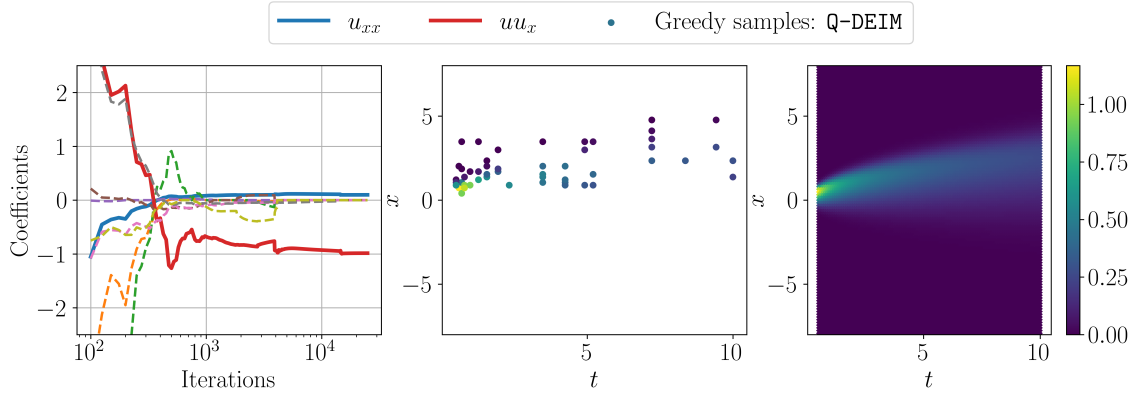 u_{xx} uu_x Greedy samples: Q-DEIM
2
1
0
−1
−2
Coefficients
10^2 10^3 10^4
Iterations
5
0
−5
x
5 10
t
5
0
−5
x
5 10
t
1.00
0.75
0.50
0.25
0.00